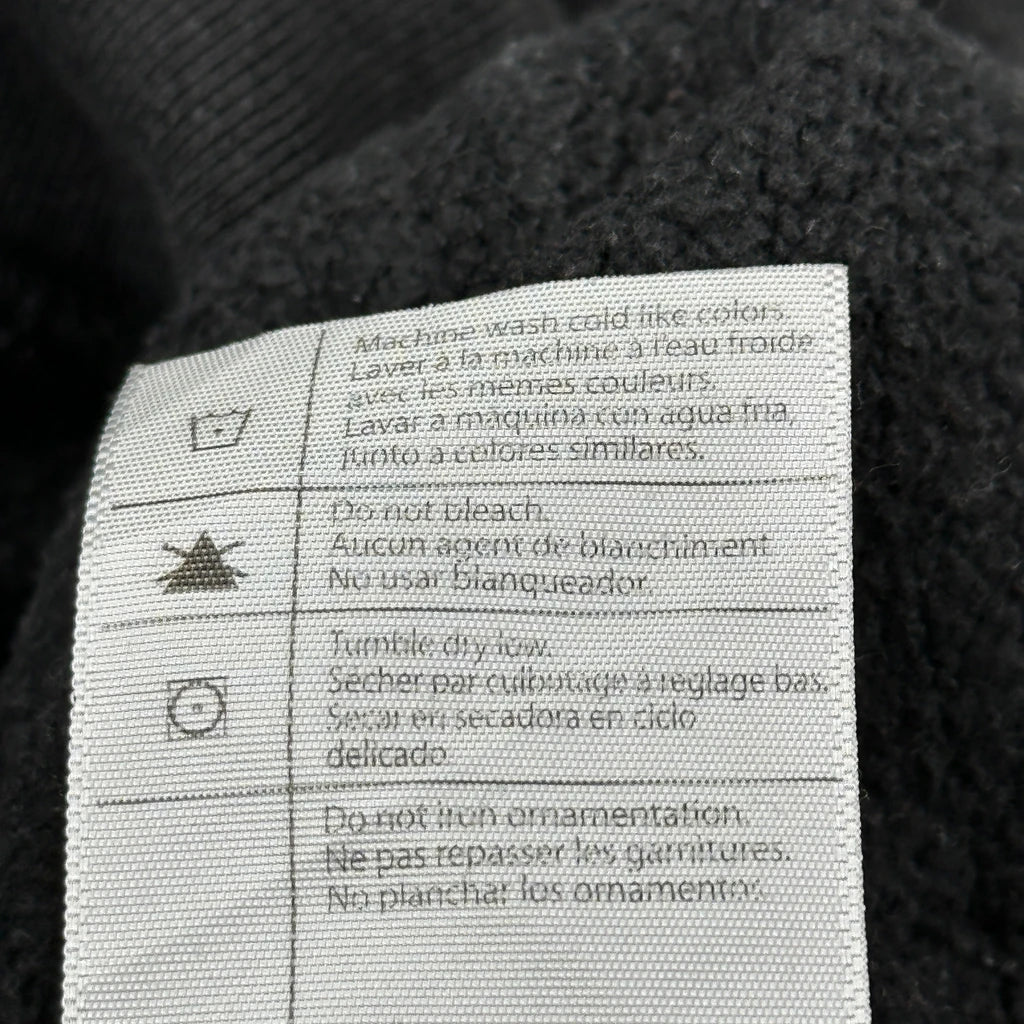 Machine wash cold like colors.
Laver à la machine à l'eau froide
avec les mêmes couleurs.
Lavar a maquina con agua fria,
junto a colores similares.
Do not bleach.
Aucun agent de blanchiment
No usar blanqueador.
Tumble dry low.
Sécher par culbutage à réglage bas.
Secar en secadora en ciclo
delicado
Do not iron ornamentation.
Ne pas repasser les garnitures.
No planchar los ornamentos.